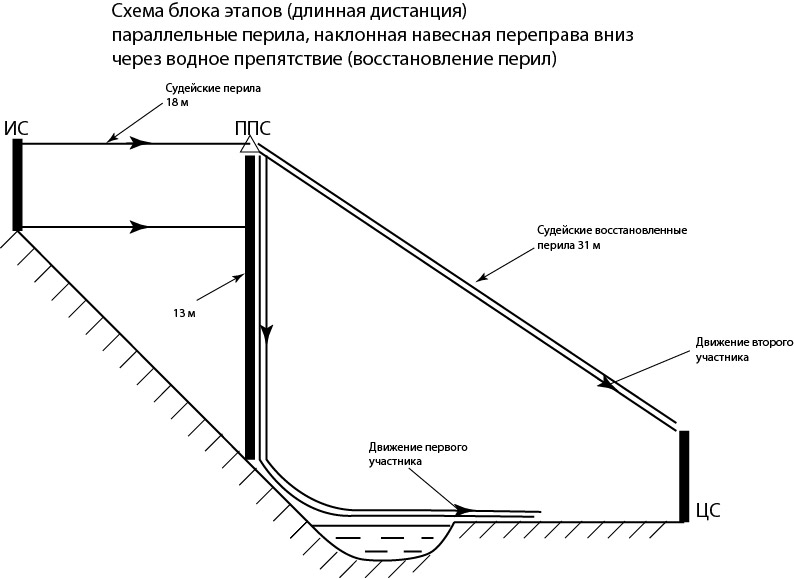 Схема блока этапов (длинная дистанция)
параллельные перила, наклонная навесная переправа вниз
через водное препятствие (восстановление перил)
Судейские перила
18 м
ИС
ППС
Судейские восстановленные
перила 31 м
13 м
Движение второго
участника
Движение первого
участника
ЦС